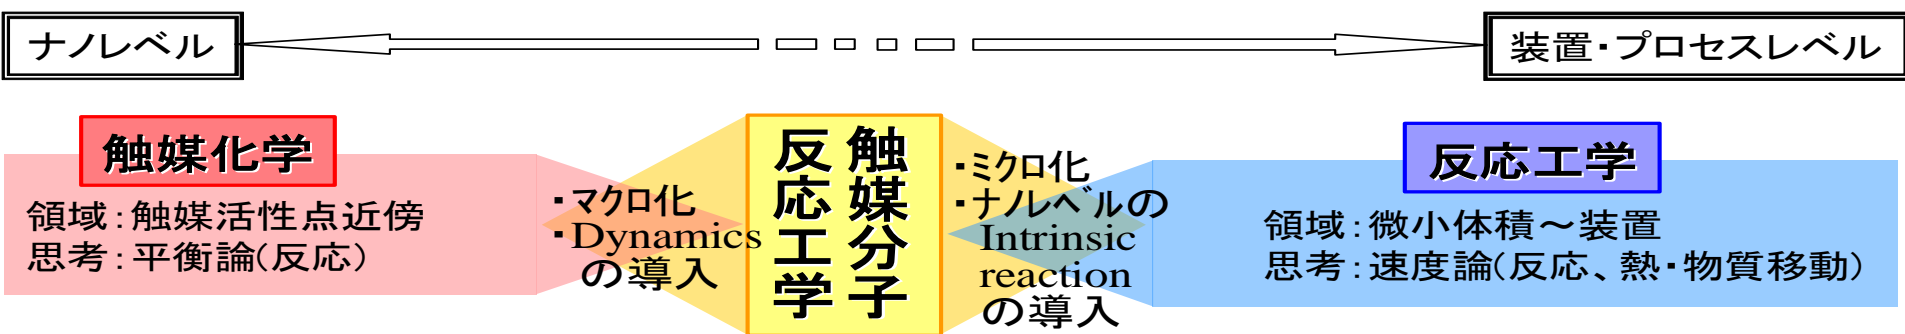 ナノレベル
装置・プロセスレベル
触媒化学
領域：触媒活性点近傍
思考：平衡論(反応)
・マクロ化
・Dynamics
の導入
触媒分子
反応工学
・ミクロ化
・ナノレベルの
Intrinsic
reaction
の導入
反応工学
領域：微小体積～装置
思考：速度論(反応、熱・物質移動)